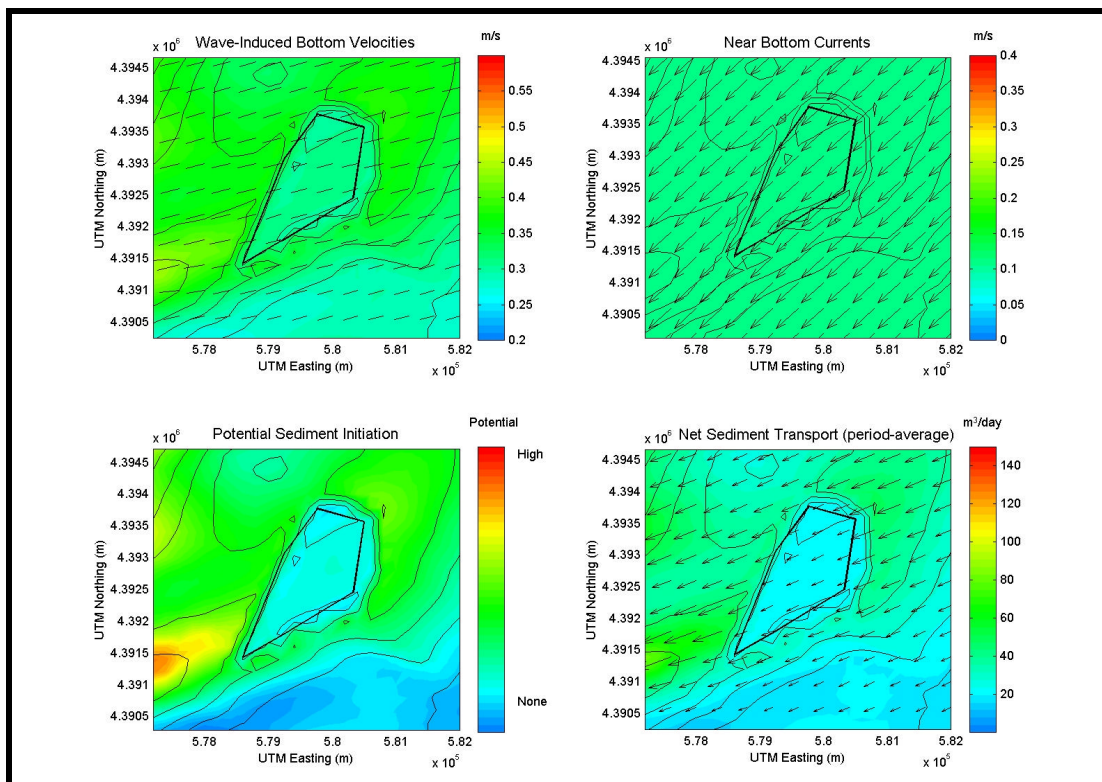 Wave-Induced Bottom Velocities
m/s
x 10⁶
4.3945
4.394
4.3935
4.393
4.3925
4.392
4.3915
4.391
4.3905
UTM Northing (m)
5.78 5.79 5.8 5.81 5.82
UTM Easting (m)
x 10⁵
0.55
0.5
0.45
0.4
0.35
0.3
0.25
0.2
Near Bottom Currents
m/s
x 10⁶
4.3945
4.394
4.3935
4.393
4.3925
4.392
4.3915
4.391
4.3905
UTM Northing (m)
5.78 5.79 5.8 5.81 5.82
UTM Easting (m)
x 10⁵
0.4
0.35
0.3
0.25
0.2
0.15
0.1
0.05
0
Potential Sediment Initiation
Potential
x 10⁶
4.3945
4.394
4.3935
4.393
4.3925
4.392
4.3915
4.391
4.3905
UTM Northing (m)
5.78 5.79 5.8 5.81 5.82
UTM Easting (m)
x 10⁵
High
None
Net Sediment Transport (period-average)
m³/day
x 10⁶
4.3945
4.394
4.3935
4.393
4.3925
4.392
4.3915
4.391
4.3905
UTM Northing (m)
5.78 5.79 5.8 5.81 5.82
UTM Easting (m)
x 10⁵
140
120
100
80
60
40
20